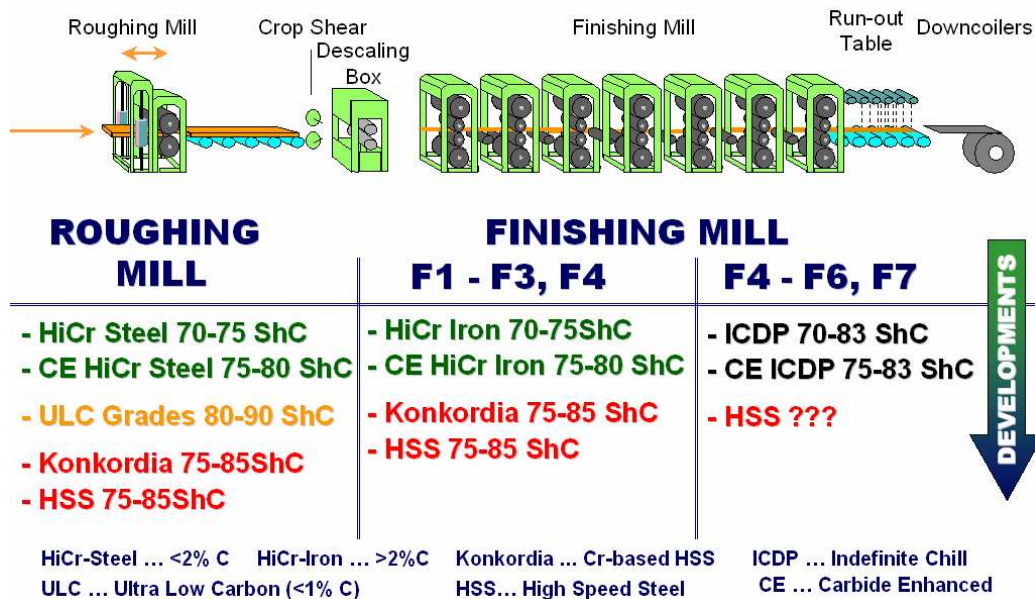 Roughing Mill
Crop Shear
Descaling
Box
Finishing Mill
Run-out
Table
Downcoilers
ROUGHING
MILL
FINISHING MILL
F1 - F3, F4
F4 - F6, F7
- HiCr Steel 70-75 ShC
- CE HiCr Steel 75-80 ShC
- ULC Grades 80-90 ShC
- Konkordia 75-85ShC
- HSS 75-85ShC
- HiCr Iron 70-75ShC
- CE HiCr Iron 75-80 ShC
- Konkordia 75-85 ShC
- HSS 75-85 ShC
- ICDP 70-83 ShC
- CE ICDP 75-83 ShC
- HSS ???
DEVELOPMENTS
HiCr-Steel ... <2% C
HiCr-Iron ... >2%C
Konkordia ... Cr-based HSS
ICDP ... Indefinite Chill
ULC ... Ultra Low Carbon (<1% C)
HSS... High Speed Steel
CE ... Carbide Enhanced